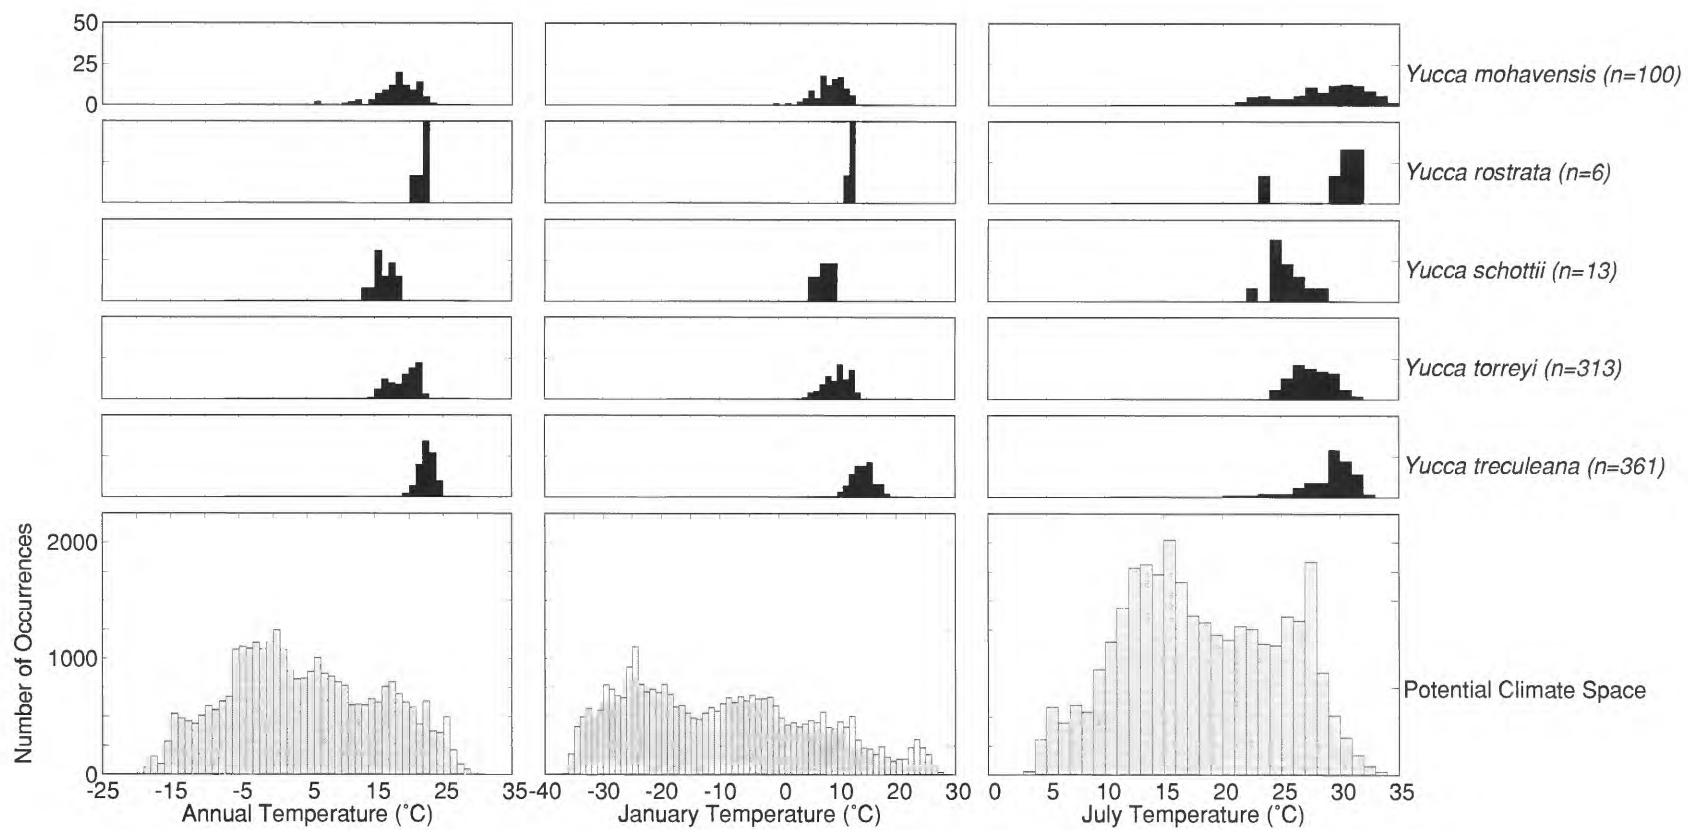 50
25
0
Yucca mohavensis (n=100)
Yucca rostrata (n=6)
Yucca schottii (n=13)
Yucca torreyi (n=313)
Yucca treculeana (n=361)
Number of Occurrences
2000
1000
0
Potential Climate Space
-25 -15 -5 5 15 25 35
-40 -30 -20 -10 0 10 20 30
0 5 10 15 20 25 30 35
Annual Temperature (˚C)
January Temperature (˚C)
July Temperature (˚C)